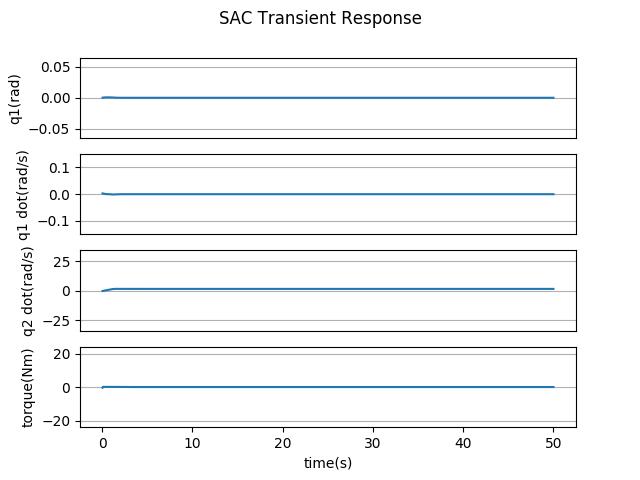 SAC Transient Response
q1(rad)
0.05
0.00
−0.05
q1 dot(rad/s)
0.1
0.0
−0.1
q2 dot(rad/s)
25
0
−25
torque(Nm)
20
0
−20
0 10 20 30 40 50
time(s)